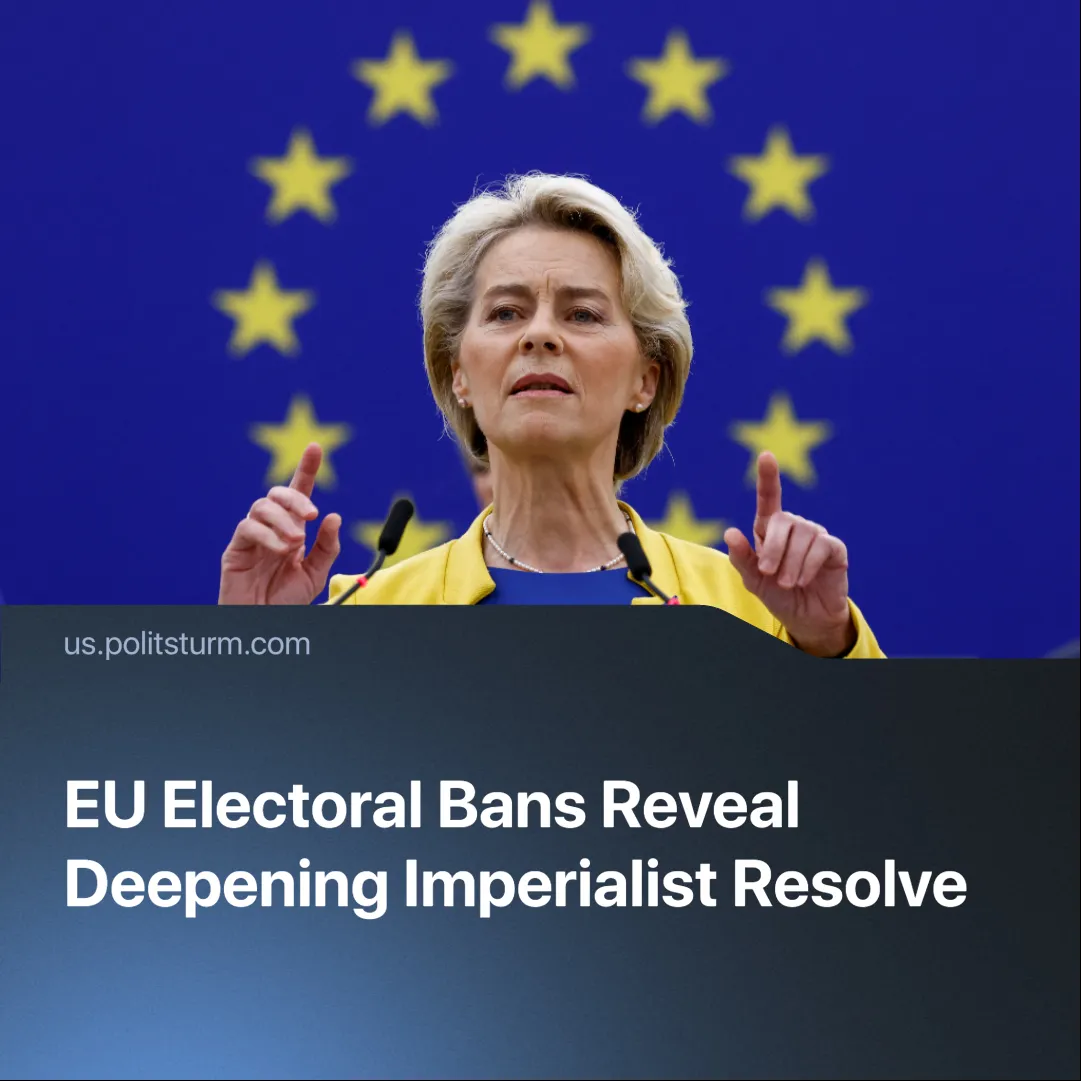 us.politsturm.com
EU Electoral Bans Reveal
Deepening Imperialist Resolve